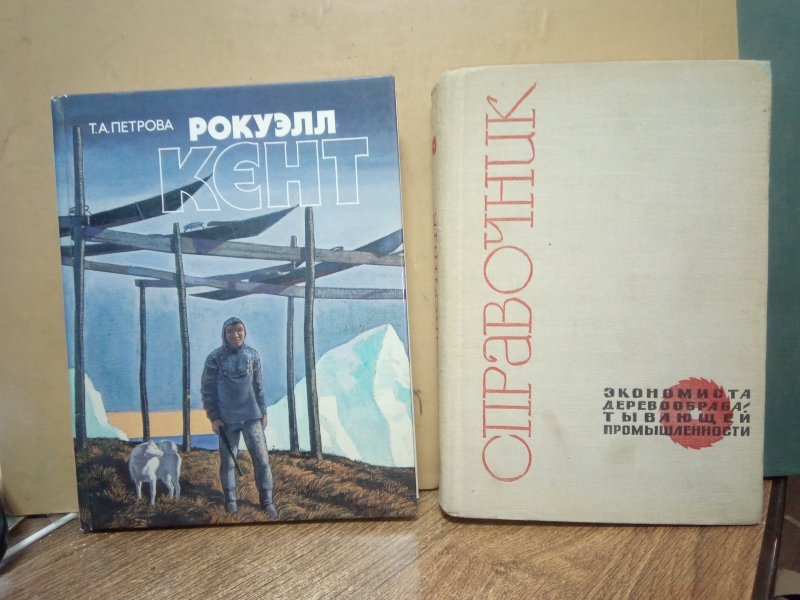 Т.А.ПЕТРОВА
РОКУЭЛЛ
КЕНТ
СПРАВОЧНИК
ЭКОНОМИСТА
ДЕРЕВООБРАБА-
ТЫВАЮЩЕЙ
ПРОМЫШЛЕННОСТИ